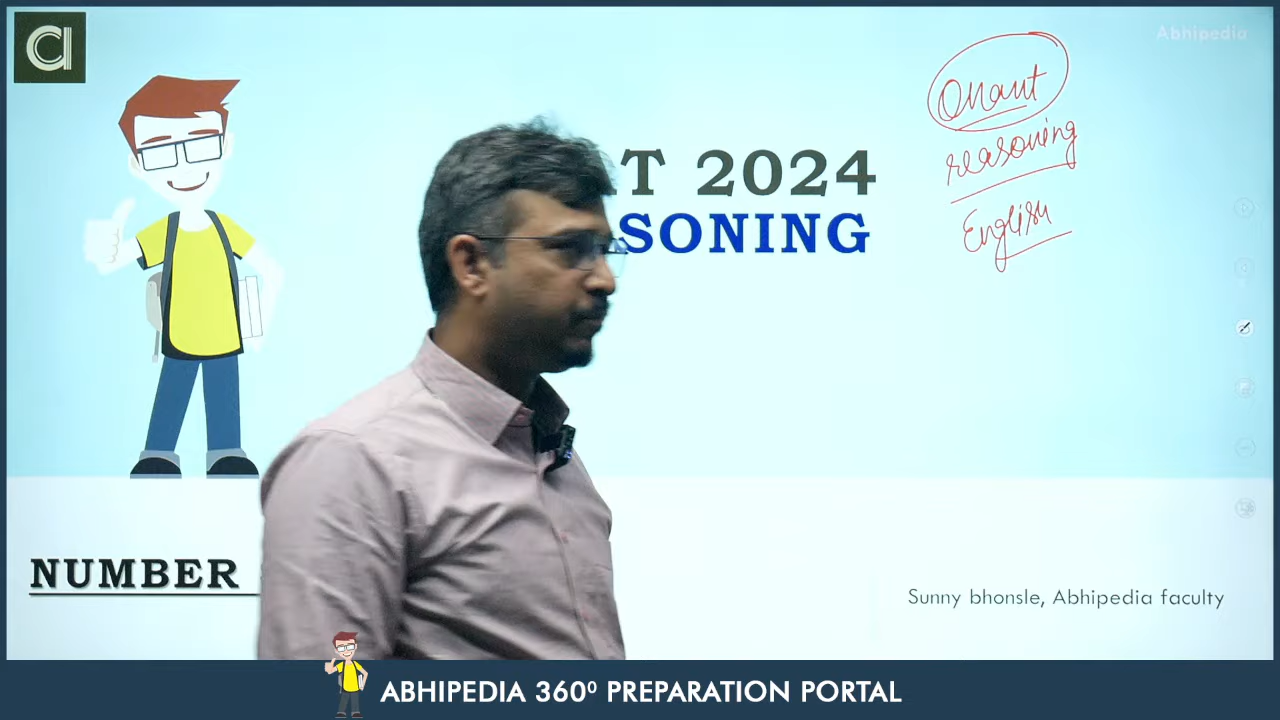 Abhipedia
Quant
reasoning
English
T 2024
SONING
NUMBER
Sunny bhonsle, Abhipedia faculty
ABHIPEDIA 360⁰ PREPARATION PORTAL